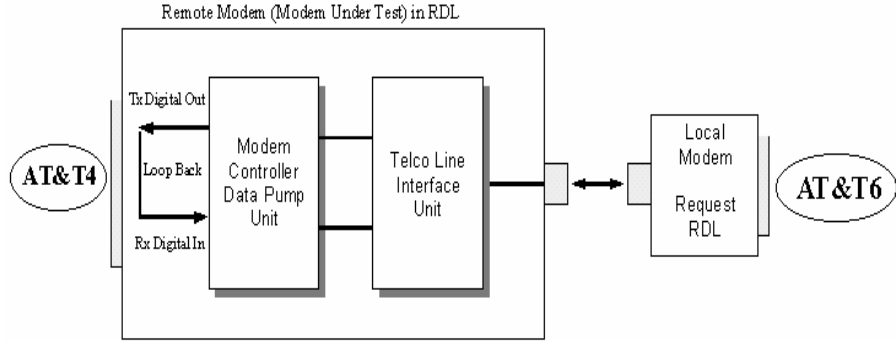 Remote Modem (Modem Under Test) in RDL
Tx Digital Out
Loop Back
Rx Digital In
AT&T4
Modem
Controller
Data Pump
Unit
Telco Line
Interface
Unit
Local
Modem
Request
RDL
AT &T6